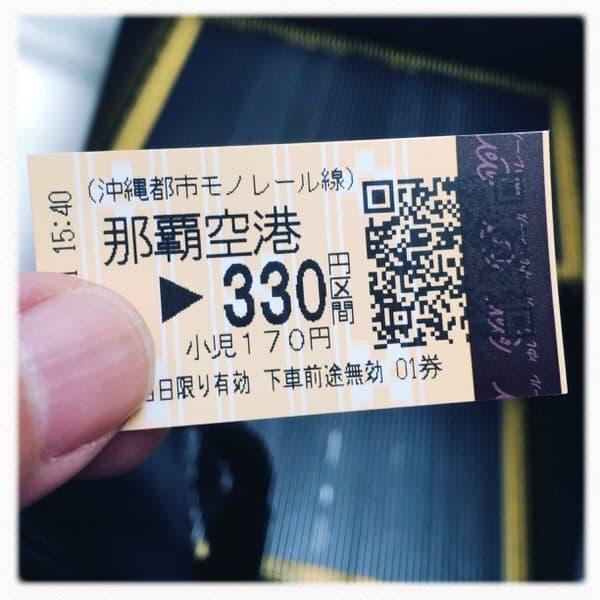 15:40
(沖縄都市モノレール線)
那覇空港
▶330円区間
小児170円
日限り有効 下車前途無効 01券